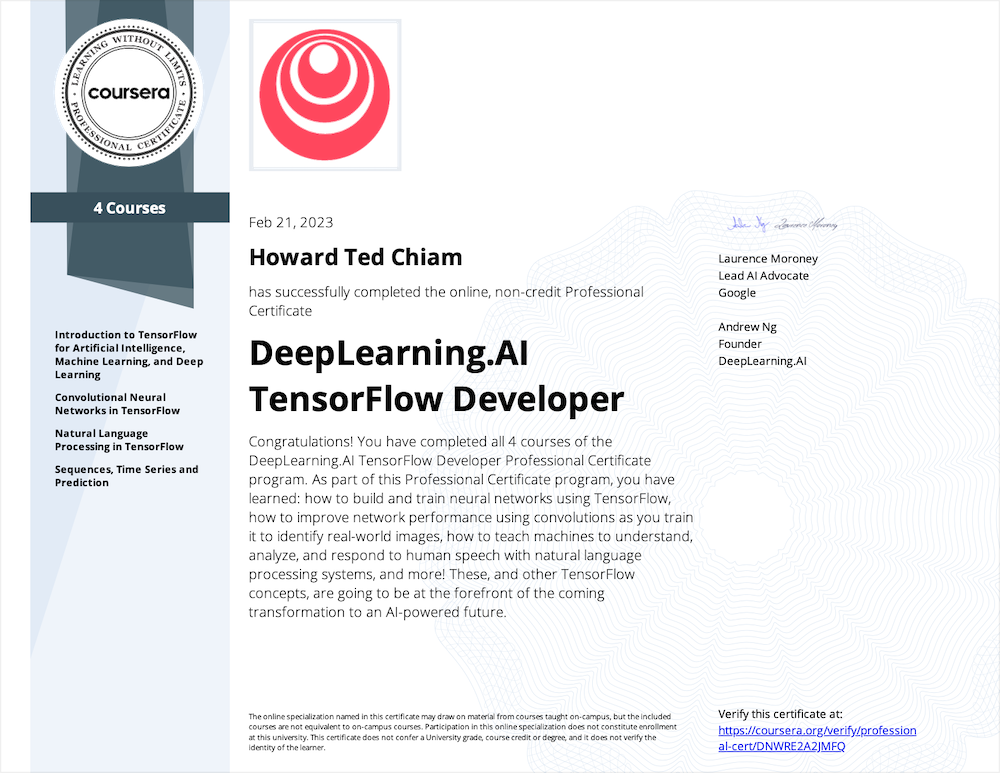 LEARNING WITHOUT LIMITS
coursera
PROFESSIONAL CERTIFICATE
4 Courses
Introduction to TensorFlow
for Artificial Intelligence,
Machine Learning, and Deep
Learning
Convolutional Neural
Networks in TensorFlow
Natural Language
Processing in TensorFlow
Sequences, Time Series and
Prediction
Feb 21, 2023
Howard Ted Chiam
has successfully completed the online, non-credit Professional
Certificate
DeepLearning.AI
TensorFlow Developer
Congratulations! You have completed all 4 courses of the
DeepLearning.AI TensorFlow Developer Professional Certificate
program. As part of this Professional Certificate program, you have
learned: how to build and train neural networks using TensorFlow,
how to improve network performance using convolutions as you train
it to identify real-world images, how to teach machines to understand,
analyze, and respond to human speech with natural language
processing systems, and more! These, and other TensorFlow
concepts, are going to be at the forefront of the coming
transformation to an AI-powered future.
Laurence Moroney
Laurence Moroney
Lead AI Advocate
Google
Andrew Ng
Founder
DeepLearning.AI
The online specialization named in this certificate may draw on material from courses taught on-campus, but the included
courses are not equivalent to on-campus courses. Participation in this online specialization does not constitute enrollment
at this university. This certificate does not confer a University grade, course credit or degree, and it does not verify the
identity of the learner.
Verify this certificate at:
https://coursera.org/verify/profession
al-cert/DNWRE2A2JMFQ